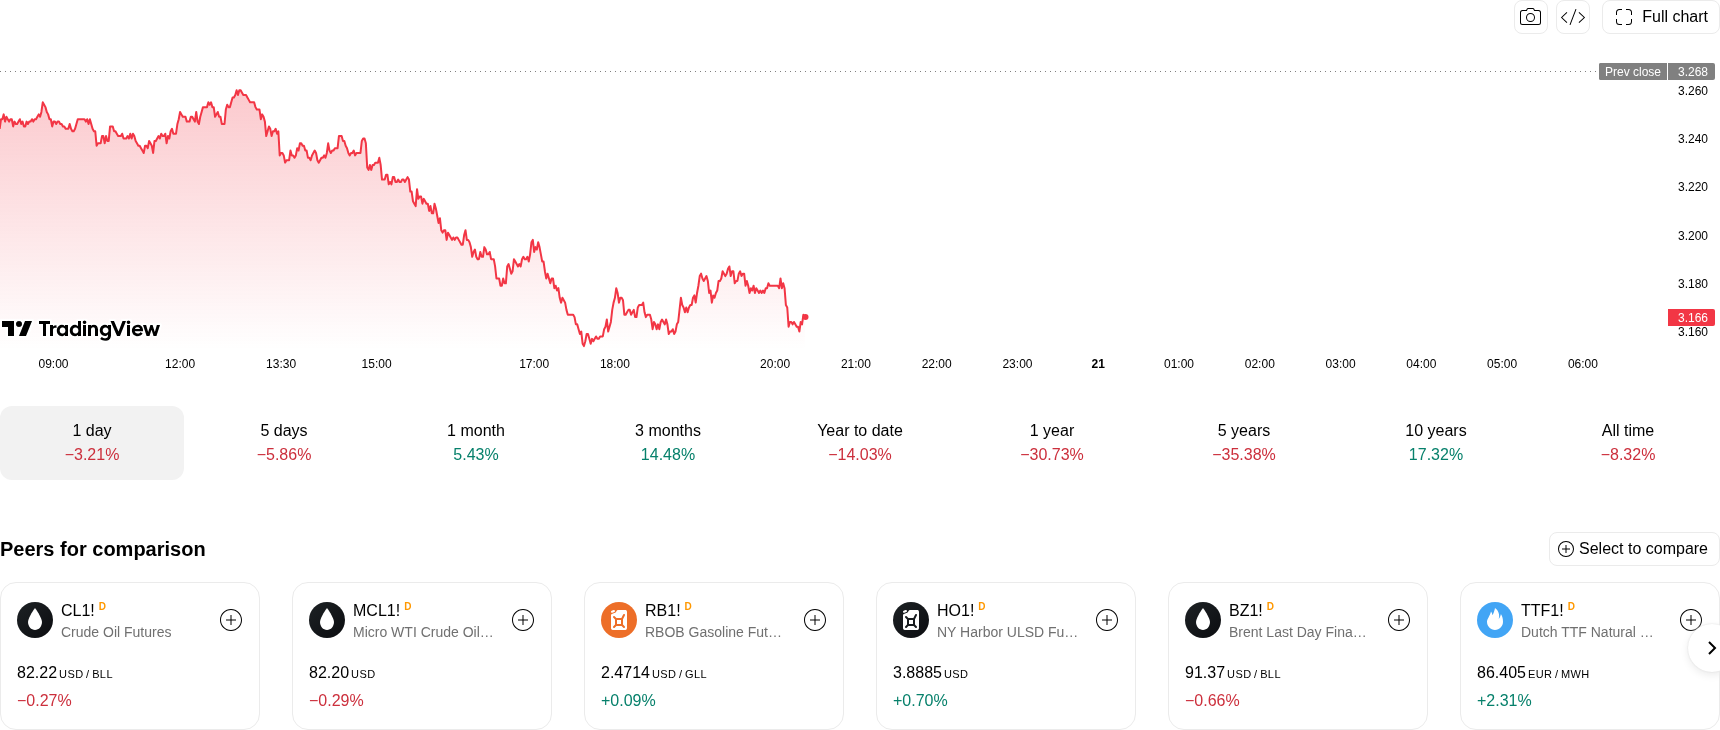 Full chart
Prev close 3.268
3.260
3.240
3.220
3.200
3.180
3.166
3.160
TradingView
09:00 12:00 13:30 15:00 17:00 18:00 20:00 21:00 22:00 23:00 21 01:00 02:00 03:00 04:00 05:00 06:00
1 day 5 days 1 month 3 months Year to date 1 year 5 years 10 years All time
−3.21% −5.86% 5.43% 14.48% −14.03% −30.73% −35.38% 17.32% −8.32%
Peers for comparison
Select to compare
CL1! D
Crude Oil Futures
82.22 USD / BLL
−0.27%
MCL1! D
Micro WTI Crude Oil…
82.20 USD
−0.29%
RB1! D
RBOB Gasoline Fut…
2.4714 USD / GLL
+0.09%
HO1! D
NY Harbor ULSD Fu…
3.8885 USD
+0.70%
BZ1! D
Brent Last Day Fina…
91.37 USD / BLL
−0.66%
TTF1! D
Dutch TTF Natural …
86.405 EUR / MWH
+2.31%